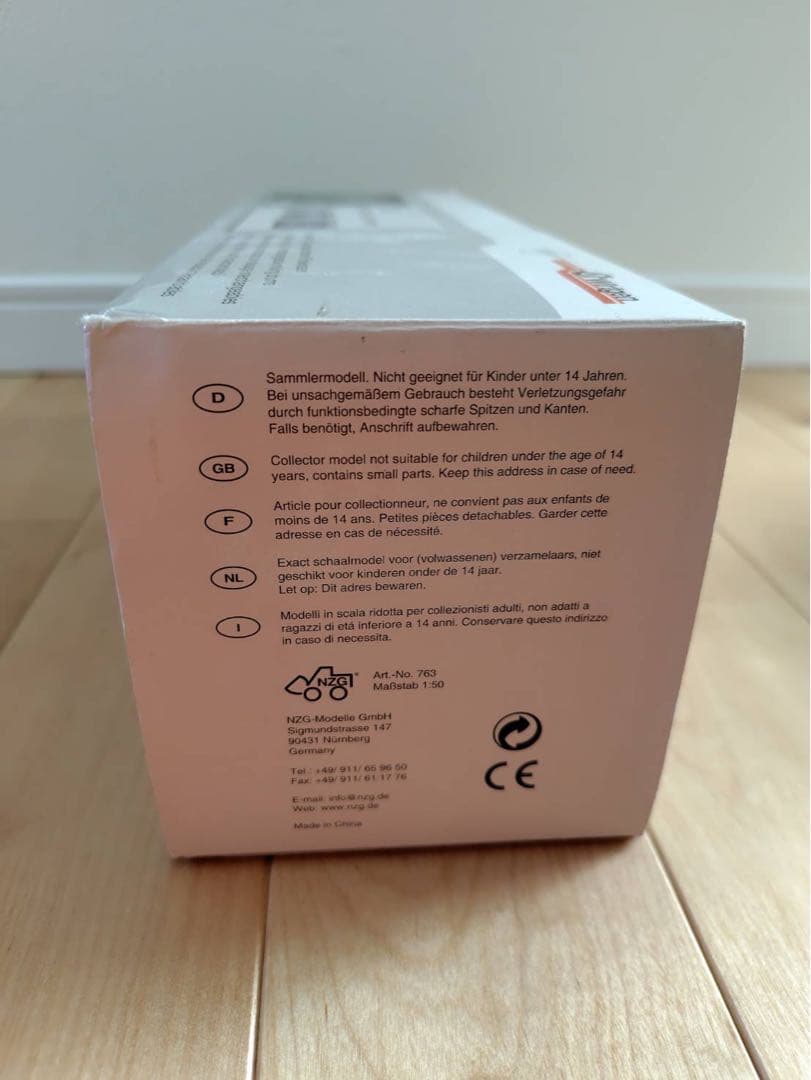 D
Sammlermodell. Nicht geeignet für Kinder unter 14 Jahren.
Bei unsachgemäßem Gebrauch besteht Verletzungsgefahr
durch funktionsbedingte scharfe Spitzen und Kanten.
Falls benötigt, Anschrift aufbewahren.
GB
Collector model not suitable for children under the age of 14
years, contains small parts. Keep this address in case of need.
F
Article pour collectionneur, ne convient pas aux enfants de
moins de 14 ans. Petites pièces detachables. Garder cette
adresse en cas de nécessité.
NL
Exact schaalmodel voor (volwassenen) verzamelaars, niet
geschikt voor kinderen onder de 14 jaar.
Let op: Dit adres bewaren.
I
Modelli in scala ridotta per collezionisti adulti, non adatti a
ragazzi di etá inferiore a 14 anni. Conservare questo indirizzo
in caso di necessita.
NZG
Art.-No. 763
Maßstab 1:50
NZG-Modelle GmbH
Sigmundstrasse 147
90431 Nürnberg
Germany
Tel.: +49/ 911/ 65 96 50
Fax: +49/ 911/ 61 17 76
E-mail: info@nzg.de
Web: www.nzg.de
Made in China
CE